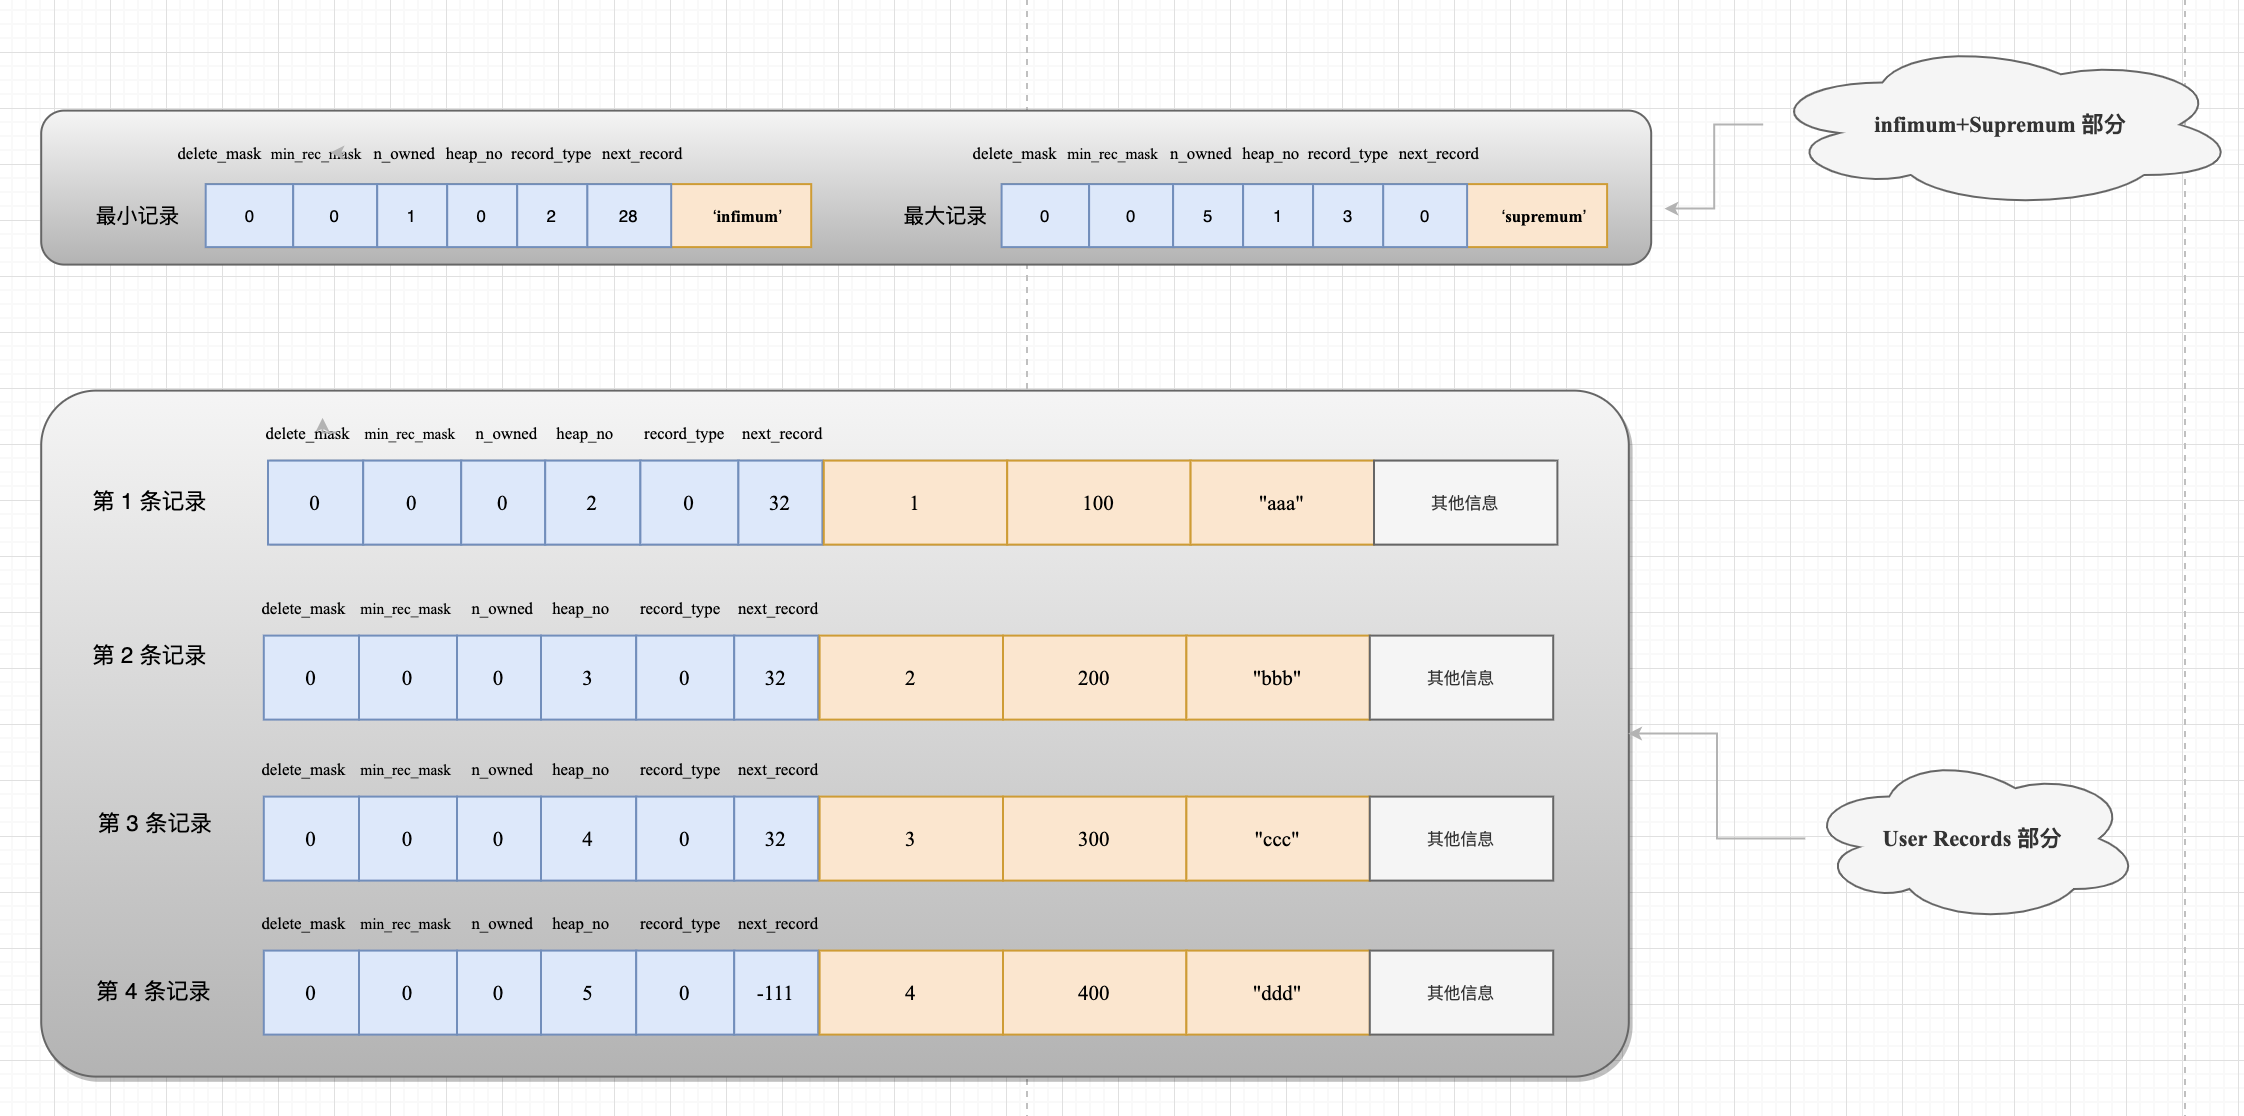 infimum+Supremum 部分
delete_mask min_rec_mask n_owned heap_no record_type next_record
最小记录 0 0 1 0 2 28 ‘infimum’
delete_mask min_rec_mask n_owned heap_no record_type next_record
最大记录 0 0 5 1 3 0 ‘supremum’
delete_mask min_rec_mask n_owned heap_no record_type next_record
第 1 条记录 0 0 0 2 0 32 1 100 "aaa" 其他信息
delete_mask min_rec_mask n_owned heap_no record_type next_record
第 2 条记录 0 0 0 3 0 32 2 200 "bbb" 其他信息
delete_mask min_rec_mask n_owned heap_no record_type next_record
第 3 条记录 0 0 0 4 0 32 3 300 "ccc" 其他信息
User Records 部分
delete_mask min_rec_mask n_owned heap_no record_type next_record
第 4 条记录 0 0 0 5 0 -111 4 400 "ddd" 其他信息